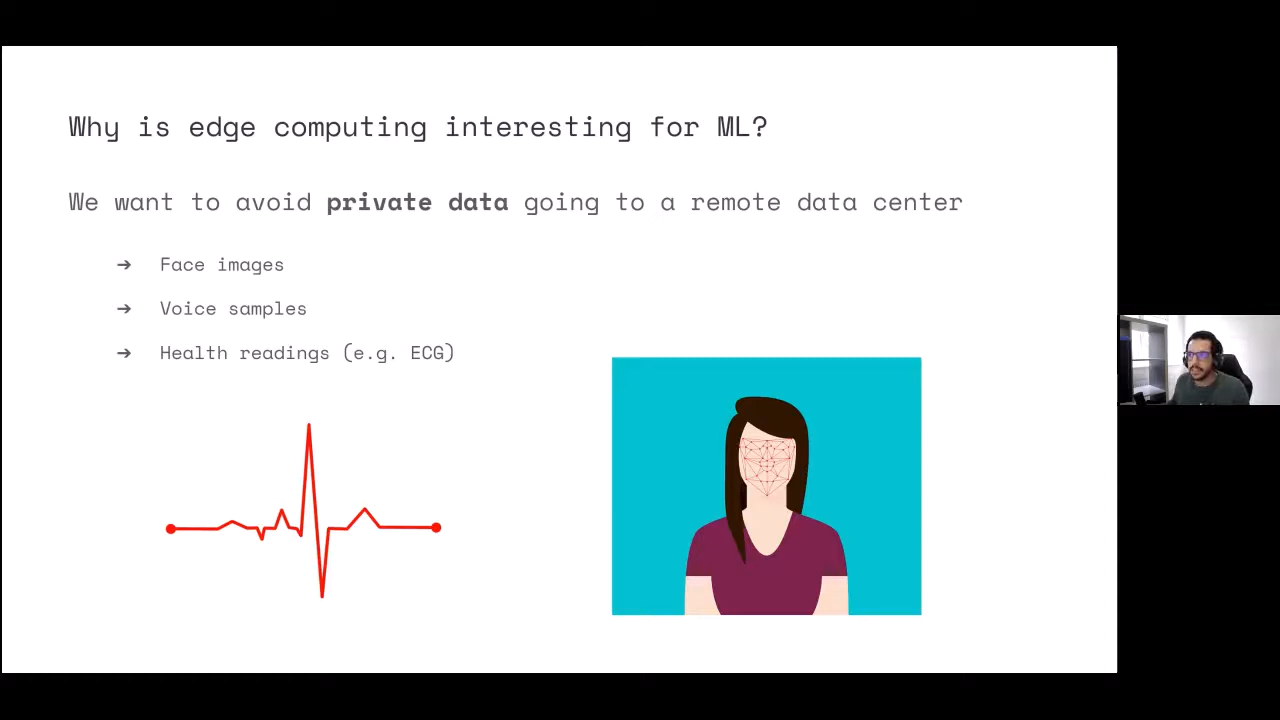 Why is edge computing interesting for ML?
We want to avoid private data going to a remote data center
➔ Face images
➔ Voice samples
➔ Health readings (e.g. ECG)